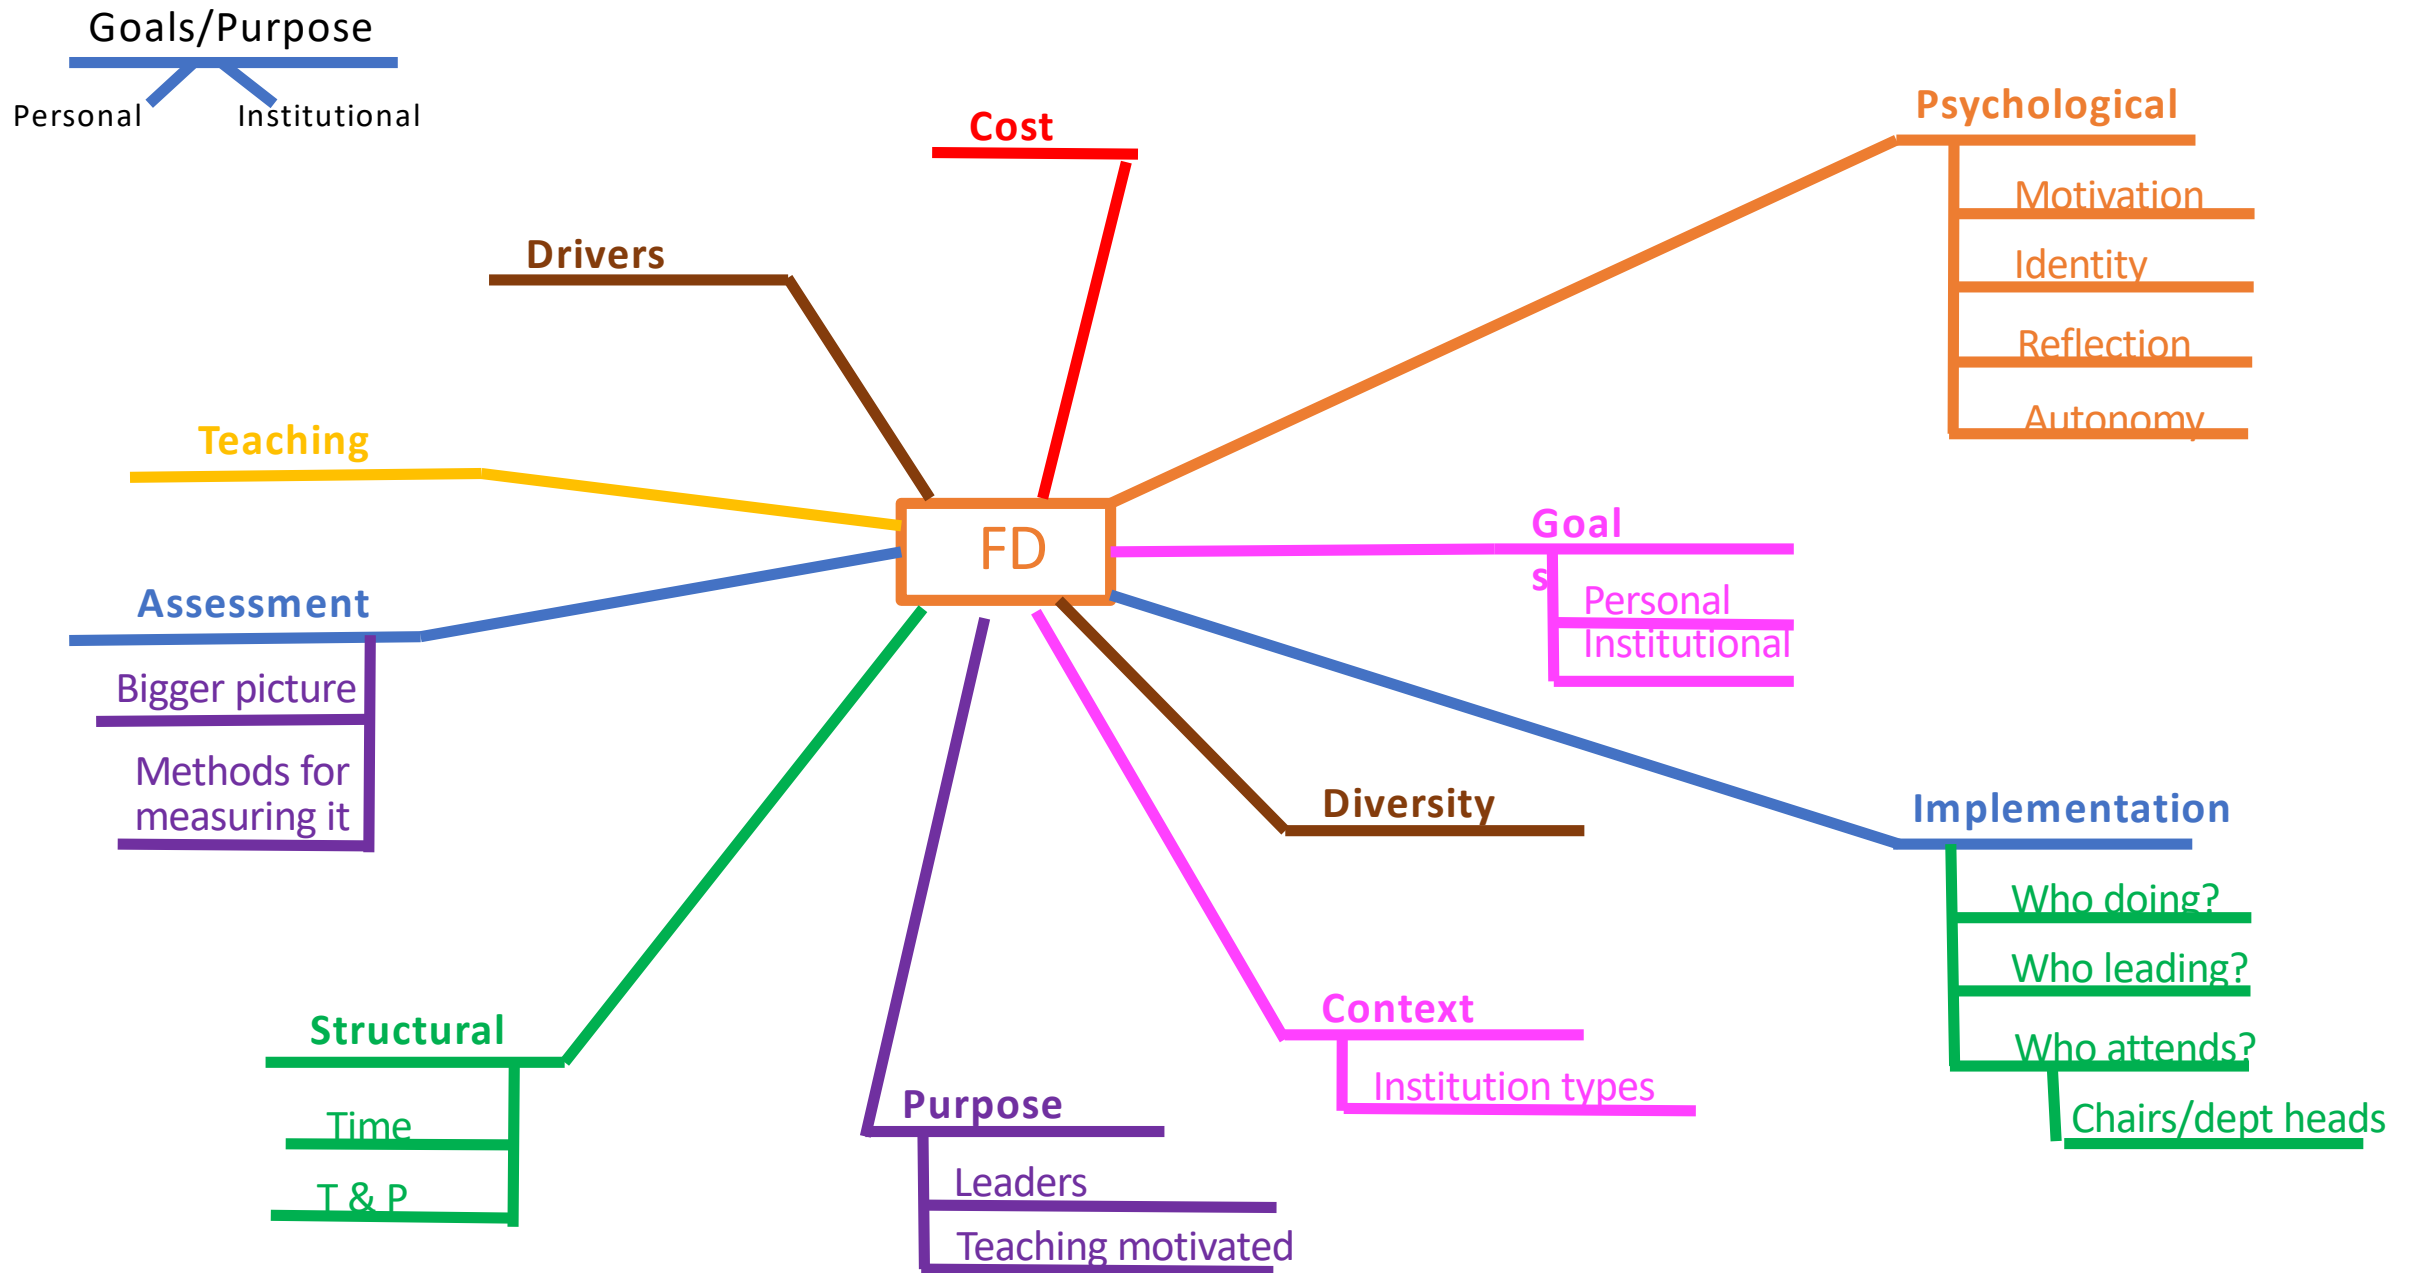 Goals/Purpose
Personal
Institutional
Cost
Psychological
Motivation
Identity
Reflection
Autonomy
Drivers
Teaching
FD
Goal
s
Personal
Institutional
Assessment
Bigger picture
Methods for
measuring it
Diversity
Implementation
Who doing?
Who leading?
Who attends?
Chairs/dept heads
Structural
Time
T & P
Context
Institution types
Purpose
Leaders
Teaching motivated